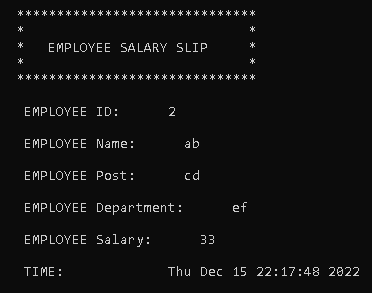 ******************************
*                            *
*   EMPLOYEE SALARY SLIP     *
*                            *
******************************
EMPLOYEE ID:      2
EMPLOYEE Name:      ab
EMPLOYEE Post:      cd
EMPLOYEE Department:      ef
EMPLOYEE Salary:      33
TIME:             Thu Dec 15 22:17:48 2022